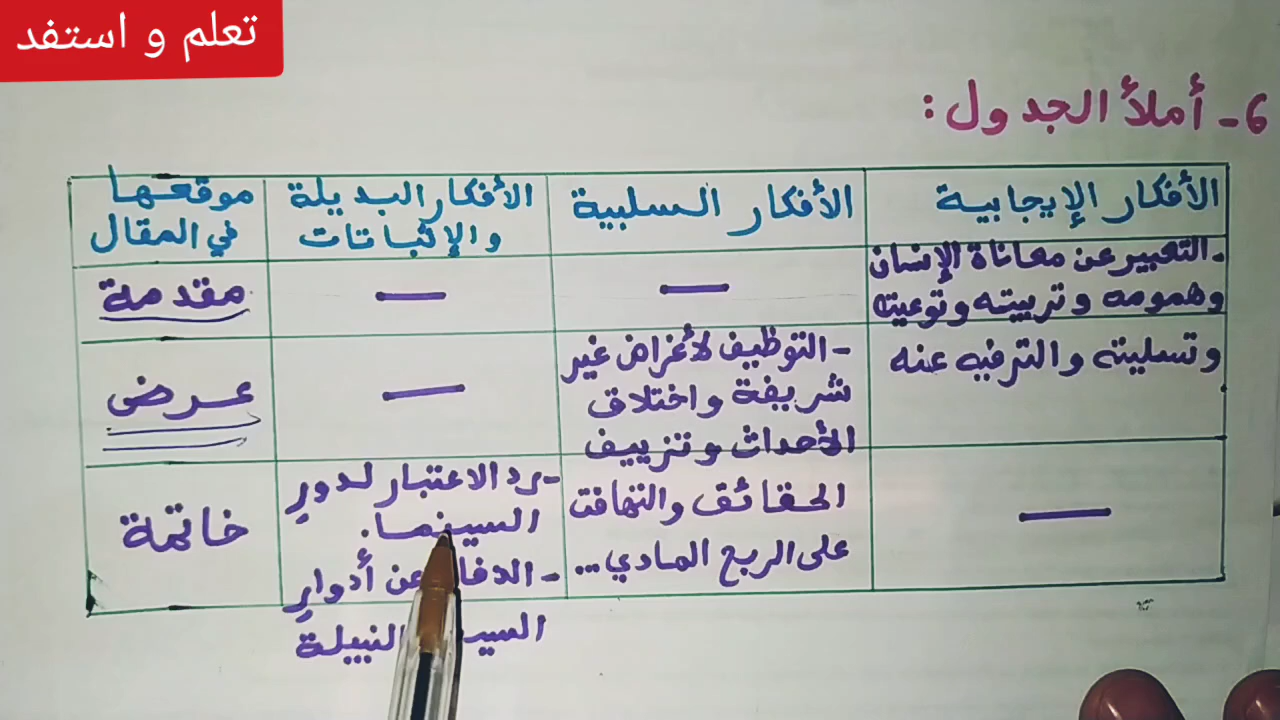 تعلم و استفد
6- أملأ الجدول:
الأفكار الإيجابية
الأفكار السلبية
الأفكار البديلة
والإثباتات
موقعها
في المقال
- التعبير عن معاناة الإنسان
وهمومه وتربيته وتوعيته
وتسليته والترفيه عنه
—
مقدمة
—
- التوظيف لأغراض غير
شريفة واختلاق
الأحداث وتزييف
الحقائق والتهافت
على الربع المادي...
—
عرض
—
- رد الاعتبار لدور
السينما.
- الدفاع عن أدوار
النبيلة
خاتمة